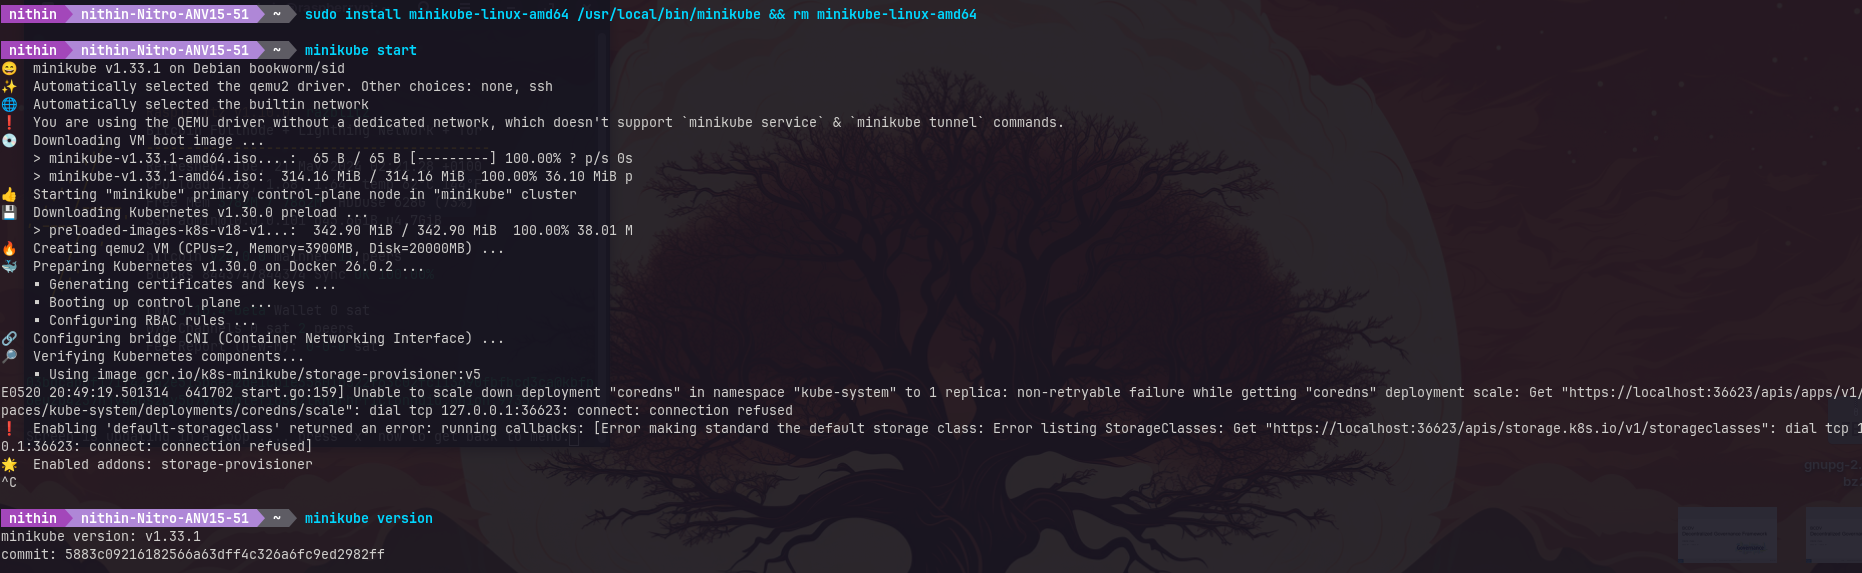 nithin nithin-Nitro-ANV15-51 ~ sudo install minikube-linux-amd64 /usr/local/bin/minikube && rm minikube-linux-amd64
nithin nithin-Nitro-ANV15-51 ~ minikube start
😄 minikube v1.33.1 on Debian bookworm/sid
✨ Automatically selected the qemu2 driver. Other choices: none, ssh
🌐 Automatically selected the builtin network
❗ You are using the QEMU driver without a dedicated network, which doesn't support `minikube service` & `minikube tunnel` commands.
💿 Downloading VM boot image ...
> minikube-v1.33.1-amd64.iso....: 65 B / 65 B [---------] 100.00% ? p/s 0s
> minikube-v1.33.1-amd64.iso: 314.16 MiB / 314.16 MiB 100.00% 36.10 MiB p
👍 Starting "minikube" primary control-plane node in "minikube" cluster
💾 Downloading Kubernetes v1.30.0 preload ...
> preloaded-images-k8s-v18-v1...: 342.90 MiB / 342.90 MiB 100.00% 38.01 M
🔥 Creating qemu2 VM (CPUs=2, Memory=3900MB, Disk=20000MB) ...
🐳 Preparing Kubernetes v1.30.0 on Docker 26.0.2 ...
▪ Generating certificates and keys ...
▪ Booting up control plane ...
▪ Configuring RBAC rules ...
🔗 Configuring bridge CNI (Container Networking Interface) ...
🔎 Verifying Kubernetes components...
▪ Using image gcr.io/k8s-minikube/storage-provisioner:v5
E0520 20:49:19.501314 641702 start.go:159] Unable to scale down deployment "coredns" in namespace "kube-system" to 1 replica: non-retryable failure while getting "coredns" deployment scale: Get "https://localhost:36623/apis/apps/v1/
paces/kube-system/deployments/coredns/scale": dial tcp 127.0.0.1:36623: connect: connection refused
❗ Enabling 'default-storageclass' returned an error: running callbacks: [Error making standard the default storage class: Error listing StorageClasses: Get "https://localhost:36623/apis/storage.k8s.io/v1/storageclasses": dial tcp 1
0.1:36623: connect: connection refused]
🌟 Enabled addons: storage-provisioner
^C
nithin nithin-Nitro-ANV15-51 ~ minikube version
minikube version: v1.33.1
commit: 5883c09216182566a63dff4c326a6fc9ed2982ff
gnupg-2.
bz